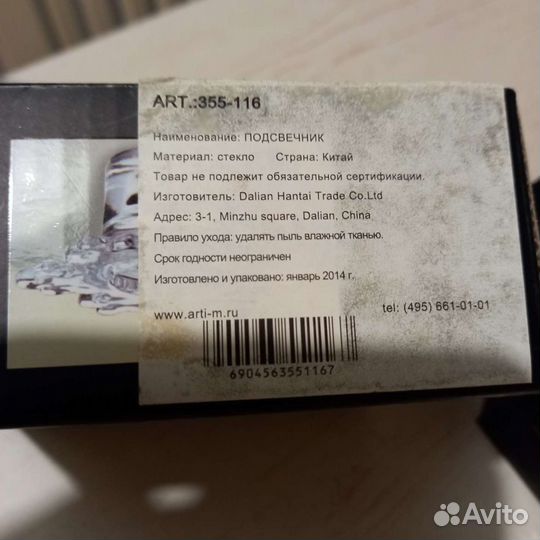 ART.:355-116
Наименование: ПОДСВЕЧНИК
Материал: стекло Страна: Китай
Товар не подлежит обязательной сертификации.
Изготовитель: Dalian Hantai Trade Co.Ltd
Адрес: 3-1, Minzhu square, Dalian, China
Правило ухода: удалять пыль влажной тканью.
Срок годности неограничен
Изготовлено и упаковано: январь 2014 г.
www.arti-m.ru tel: (495) 661-01-01
6904563551167
Avito